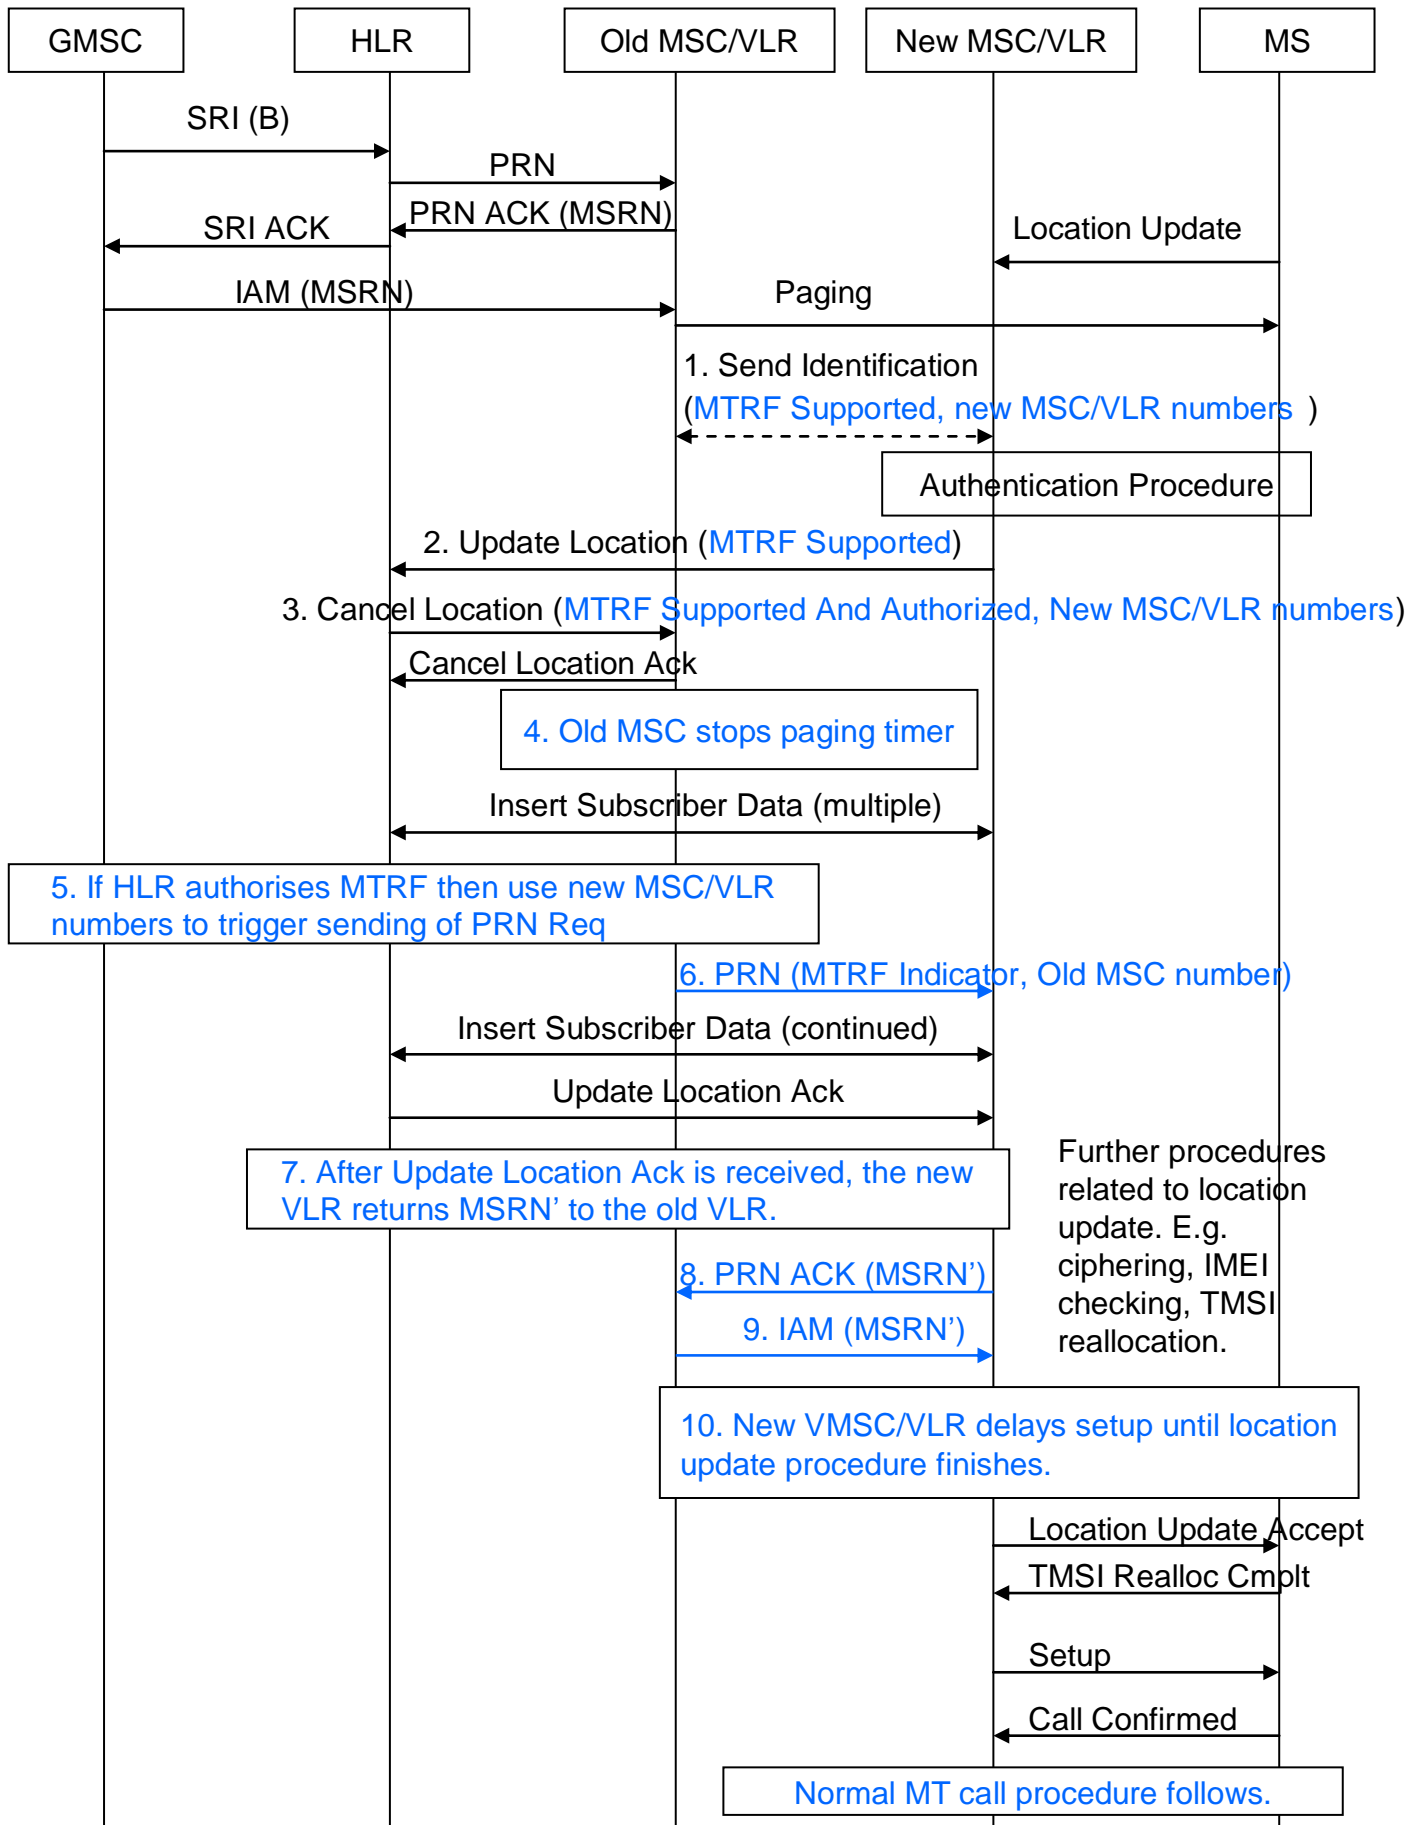 GMSC
HLR
Old MSC/VLR
New MSC/VLR
MS
SRI (B)
PRN
PRN ACK (MSRN)
SRI ACK
Location Update
IAM (MSRN)
Paging
1. Send Identification
(MTRF Supported, new MSC/VLR numbers )
Authentication Procedure
2. Update Location (MTRF Supported)
3. Cancel Location (MTRF Supported And Authorized, New MSC/VLR numbers)
Cancel Location Ack
4. Old MSC stops paging timer
Insert Subscriber Data (multiple)
5. If HLR authorises MTRF then use new MSC/VLR
numbers to trigger sending of PRN Req
6. PRN (MTRF Indicator, Old MSC number)
Insert Subscriber Data (continued)
Update Location Ack
7. After Update Location Ack is received, the new
VLR returns MSRN’ to the old VLR.
Further procedures
related to location
update. E.g.
ciphering, IMEI
checking, TMSI
reallocation.
8. PRN ACK (MSRN’)
9. IAM (MSRN’)
10. New VMSC/VLR delays setup until location
update procedure finishes.
Location Update Accept
TMSI Realloc Cmplt
Setup
Call Confirmed
Normal MT call procedure follows.